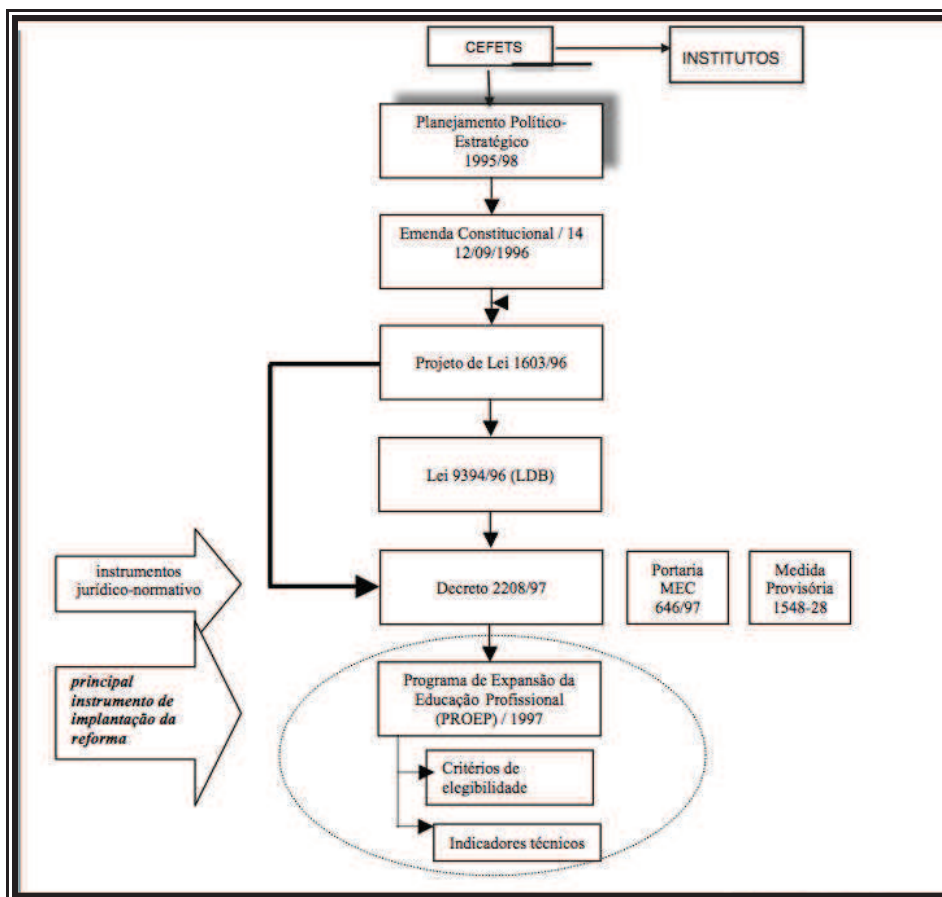 CEFETS
INSTITUTOS
Planejamento Político-
Estratégico
1995/98
Emenda Constitucional / 14
12/09/1996
Projeto de Lei 1603/96
Lei 9394/96 (LDB)
instrumentos
jurídico-normativo
Decreto 2208/97
Portaria
MEC
646/97
Medida
Provisória
1548-28
principal
instrumento de
implantação da
reforma
Programa de Expansão da
Educação Profissional
(PROEP) / 1997
Critérios de
elegibilidade
Indicadores técnicos